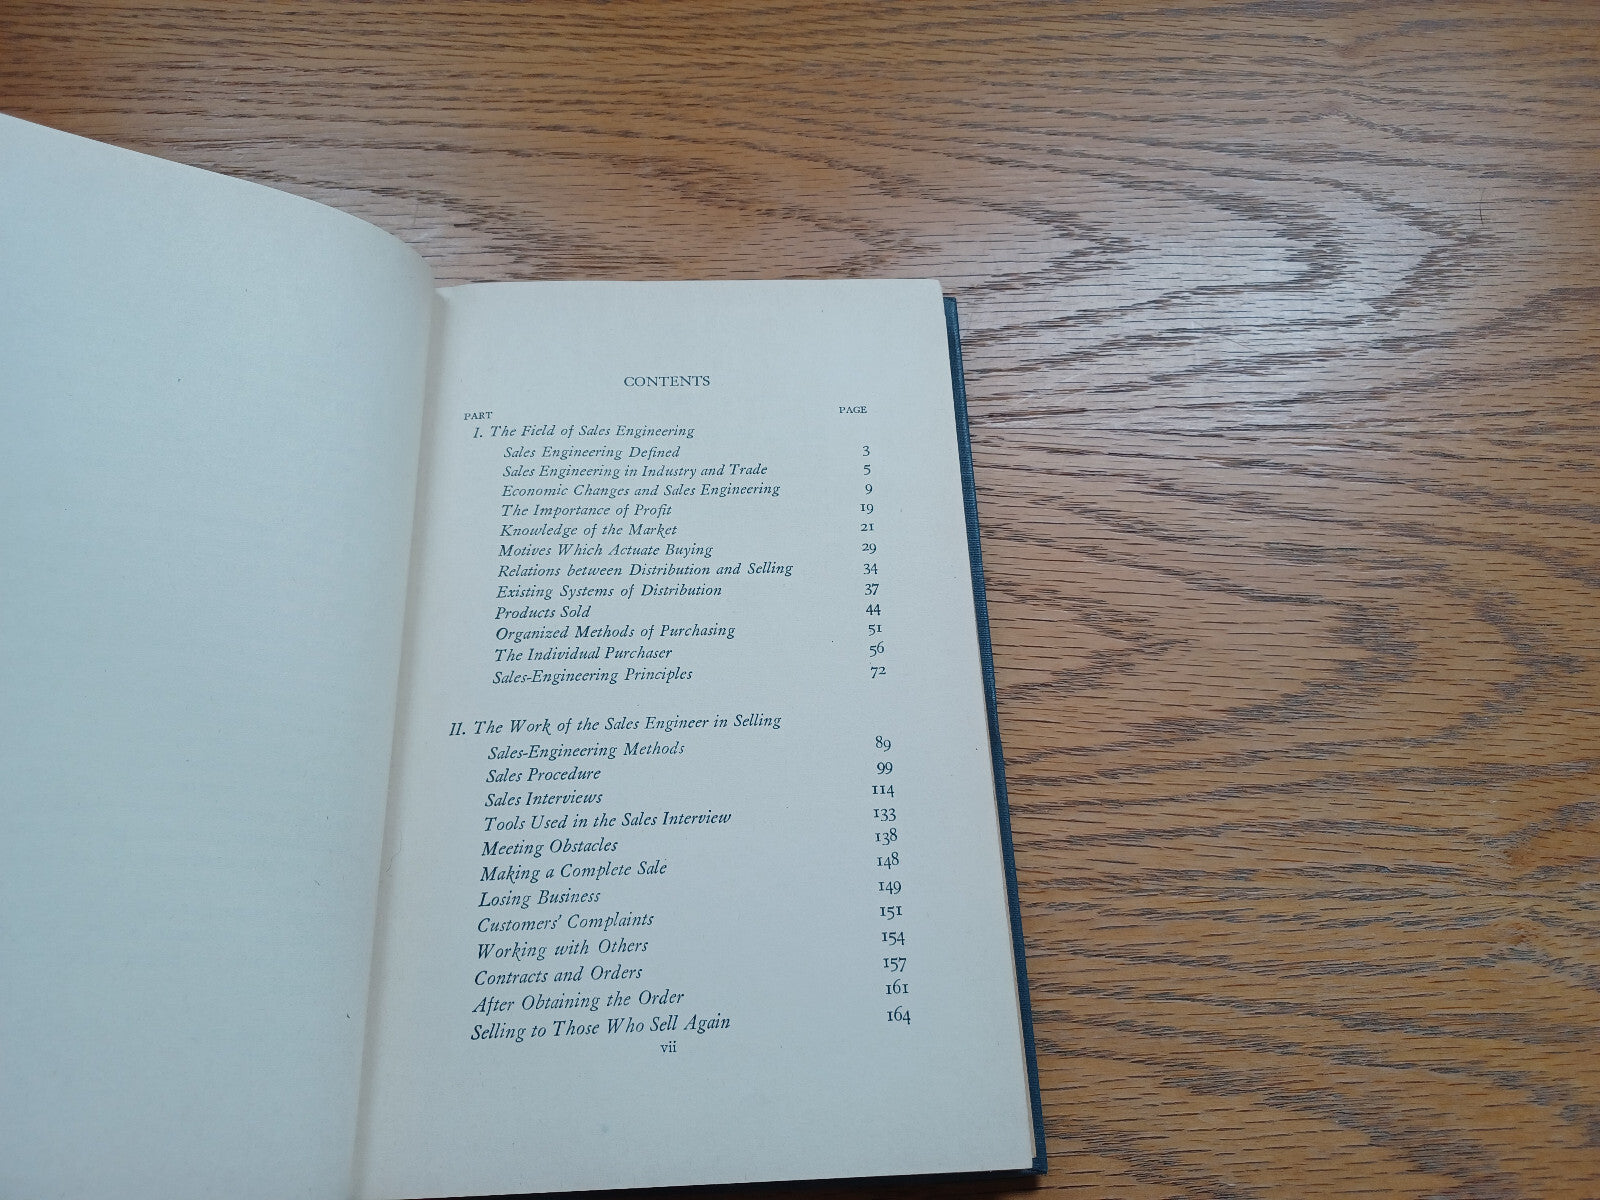 CONTENTS
PART PAGE
I. The Field of Sales Engineering
Sales Engineering Defined 3
Sales Engineering in Industry and Trade 5
Economic Changes and Sales Engineering 9
The Importance of Profit 19
Knowledge of the Market 21
Motives Which Actuate Buying 29
Relations between Distribution and Selling 34
Existing Systems of Distribution 37
Products Sold 44
Organized Methods of Purchasing 51
The Individual Purchaser 56
Sales-Engineering Principles 72
II. The Work of the Sales Engineer in Selling
Sales-Engineering Methods 89
Sales Procedure 99
Sales Interviews 114
Tools Used in the Sales Interview 133
Meeting Obstacles 138
Making a Complete Sale 148
Losing Business 149
Customers' Complaints 151
Working with Others 154
Contracts and Orders 157
After Obtaining the Order 161
Selling to Those Who Sell Again 164
vii